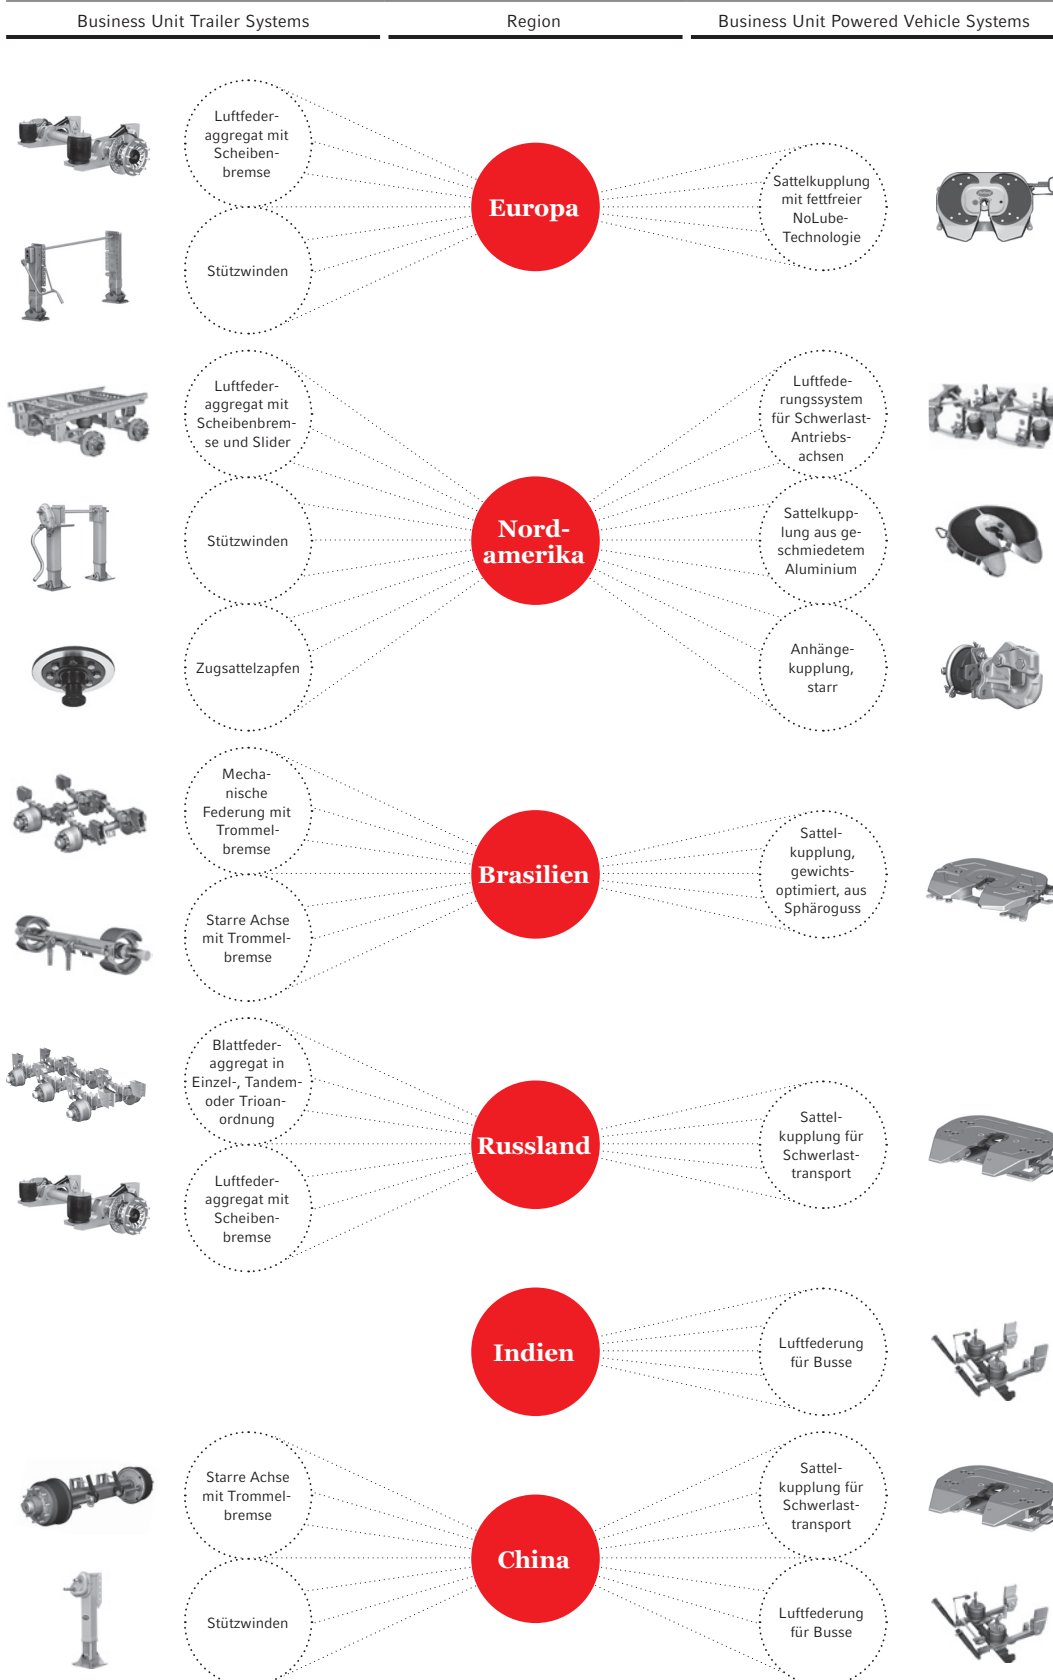 Business Unit Trailer Systems
Region
Business Unit Powered Vehicle Systems
Luftfeder-
aggregat mit
Scheiben-
bremse
Stützwinden
Europa
Sattelkupplung
mit fettfreier
NoLube-
Technologie
Luftfeder-
aggregat mit
Scheibenbrem-
se und Slider
Stützwinden
Zugsattelzapfen
Nord-
amerika
Luftfede-
rungssystem
für Schwerlast-
Antriebs-
achsen
Sattelkupp-
lung aus ge-
schmiedetem
Aluminium
Anhänge-
kupplung,
starr
Mecha-
nische
Federung mit
Trommel-
bremse
Starre Achse
mit Trommel-
bremse
Brasilien
Sattel-
kupplung,
gewichts-
optimiert, aus
Sphäroguss
Blattfeder-
aggregat in
Einzel-, Tandem-
oder Trioan-
ordnung
Luftfeder-
aggregat mit
Scheiben-
bremse
Russland
Sattel-
kupplung für
Schwerlast-
transport
Indien
Luftfederung
für Busse
Starre Achse
mit Trommel-
bremse
Stützwinden
China
Sattel-
kupplung für
Schwerlast-
transport
Luftfederung
für Busse